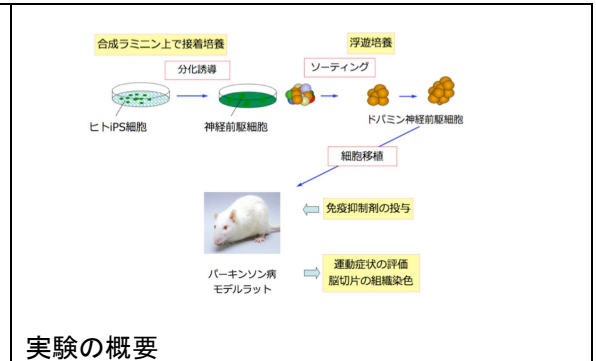 合成ラミニン上で接着培養
浮遊培養
分化誘導
ソーティング
ヒトiPS細胞
神経前駆細胞
ドパミン神経前駆細胞
細胞移植
免疫抑制剤の投与
パーキンソン病
モデルラット
運動症状の評価
脳切片の組織染色
実験の概要